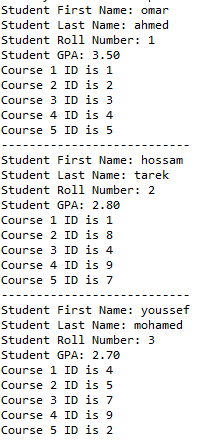 Student First Name: omar
Student Last Name: ahmed
Student Roll Number: 1
Student GPA: 3.50
Course 1 ID is 1
Course 2 ID is 2
Course 3 ID is 3
Course 4 ID is 4
Course 5 ID is 5
---------------------------
Student First Name: hossam
Student Last Name: tarek
Student Roll Number: 2
Student GPA: 2.80
Course 1 ID is 1
Course 2 ID is 8
Course 3 ID is 4
Course 4 ID is 9
Course 5 ID is 7
---------------------------
Student First Name: youssef
Student Last Name: mohamed
Student Roll Number: 3
Student GPA: 2.70
Course 1 ID is 4
Course 2 ID is 5
Course 3 ID is 7
Course 4 ID is 9
Course 5 ID is 2